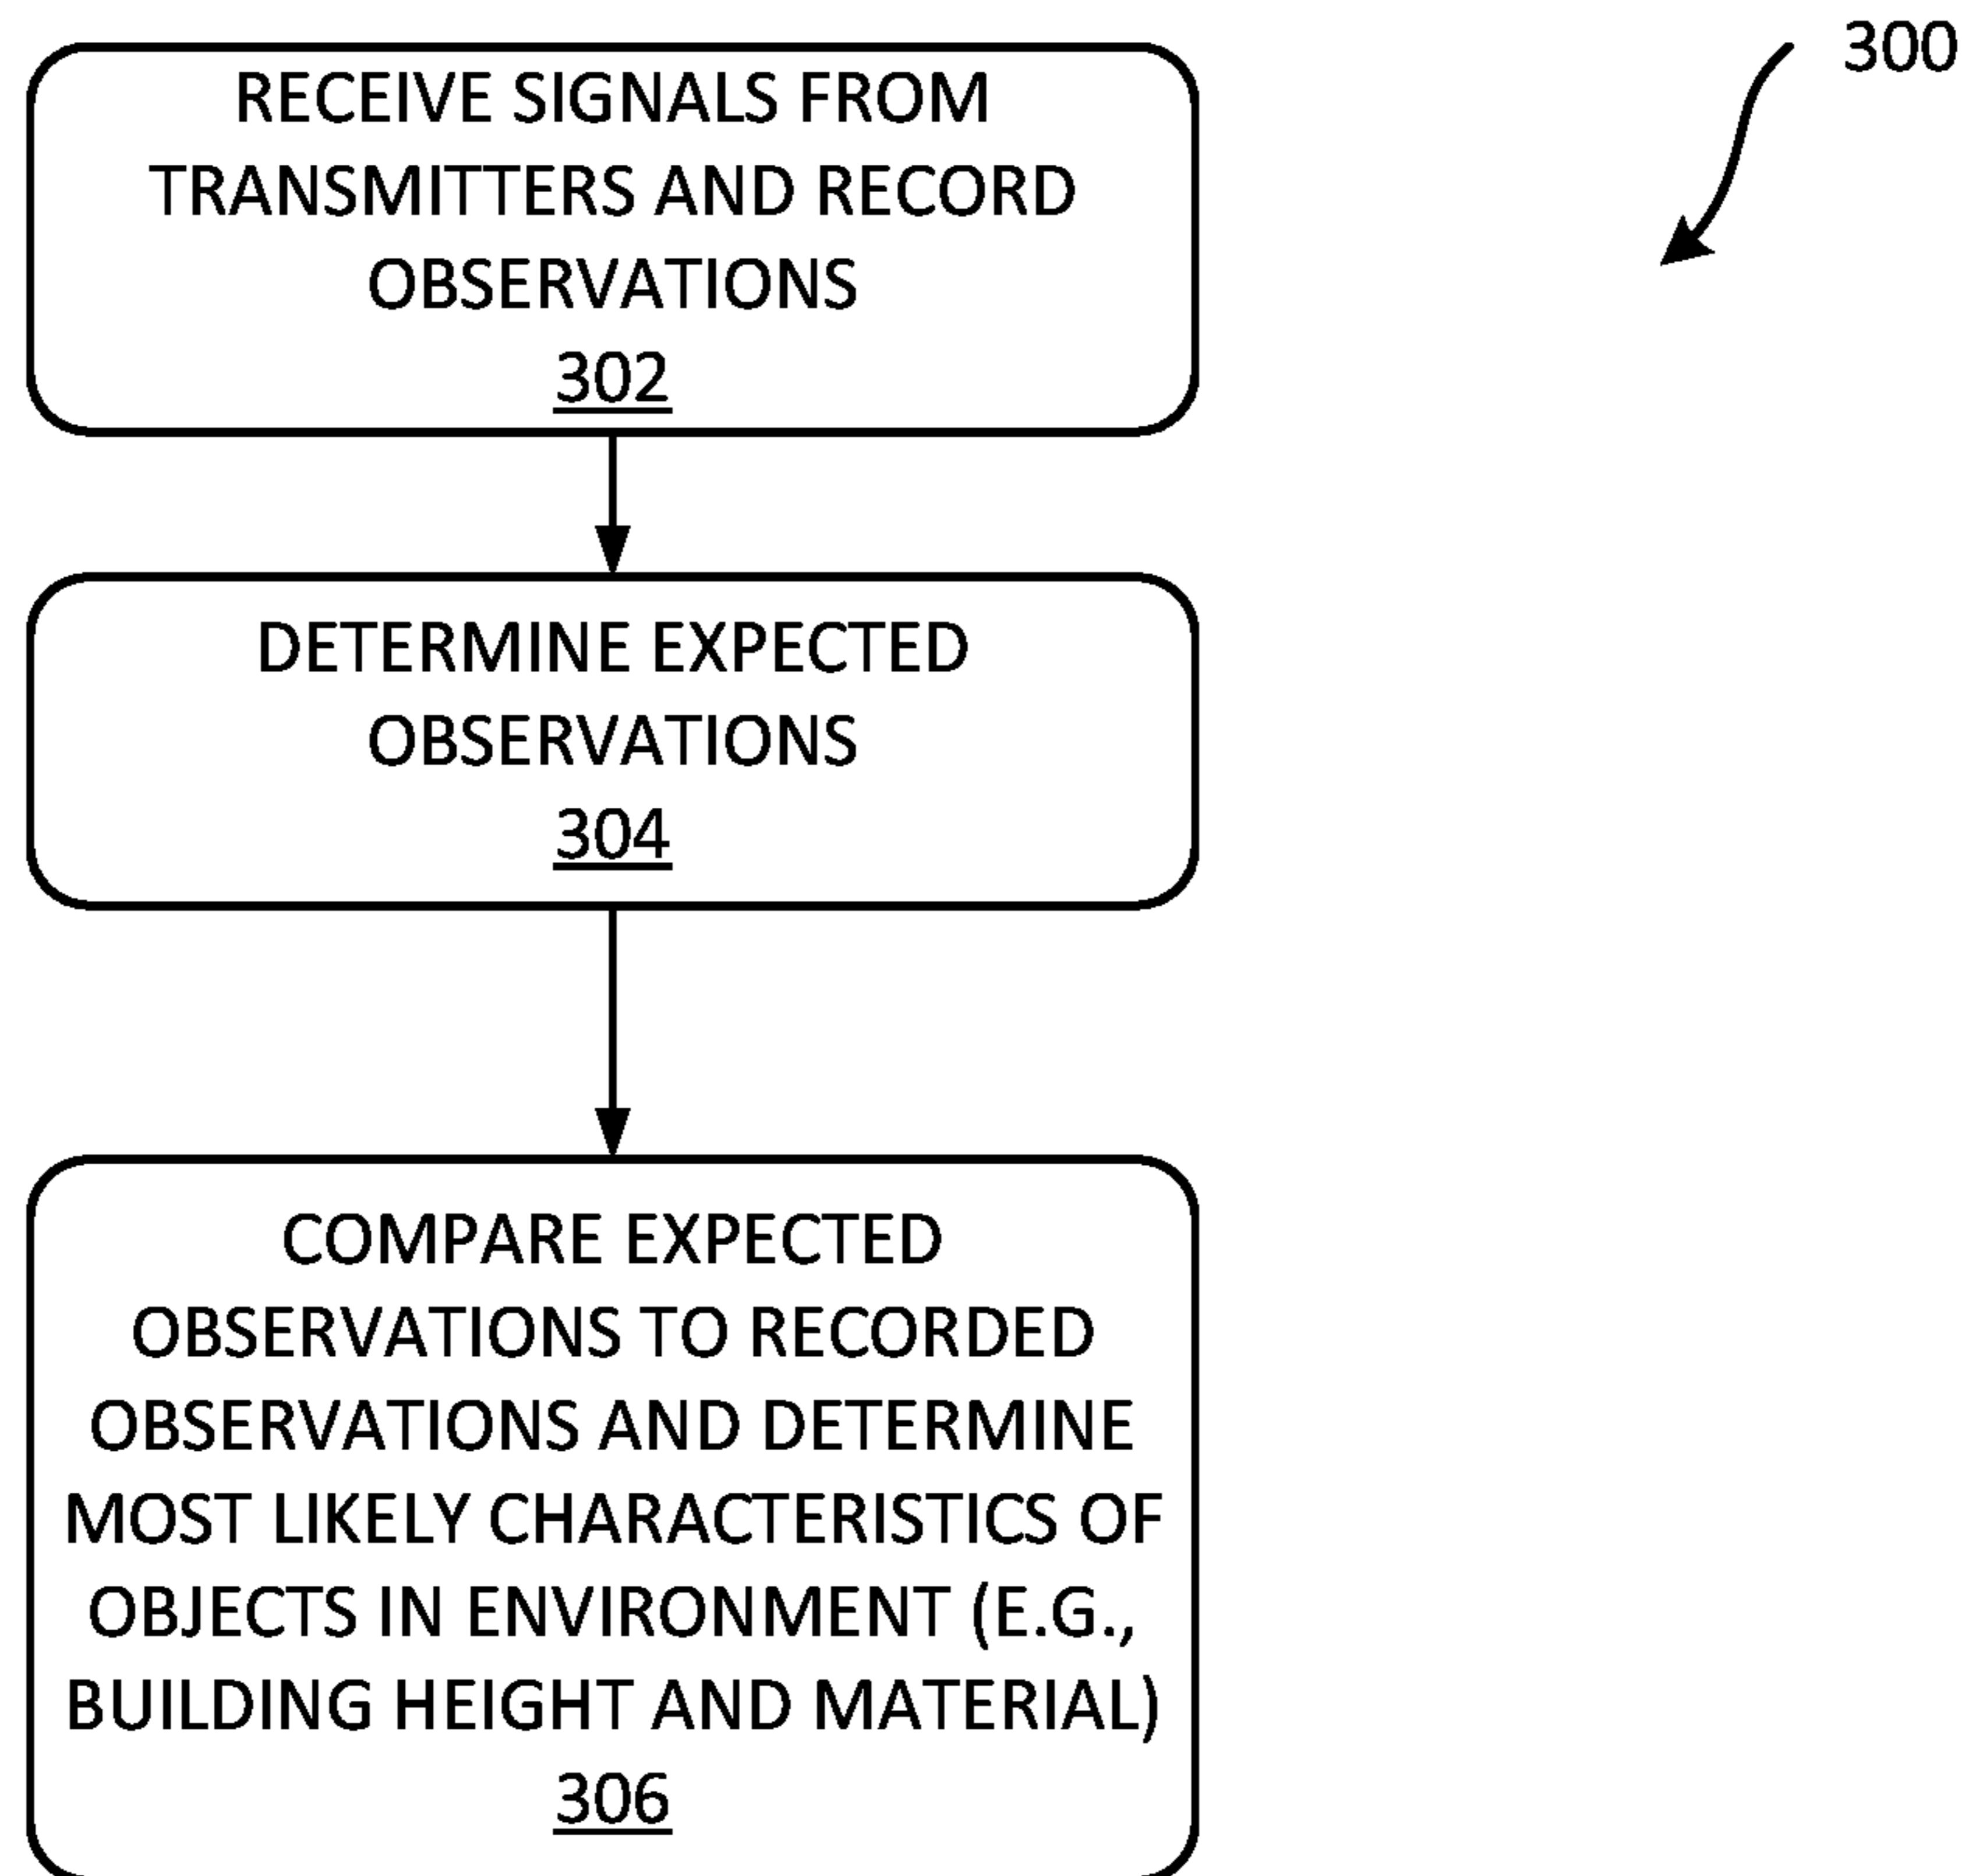 300
RECEIVE SIGNALS FROM
TRANSMITTERS AND RECORD
OBSERVATIONS
302
DETERMINE EXPECTED
OBSERVATIONS
304
COMPARE EXPECTED
OBSERVATIONS TO RECORDED
OBSERVATIONS AND DETERMINE
MOST LIKELY CHARACTERISTICS OF
OBJECTS IN ENVIRONMENT (E.G.,
BUILDING HEIGHT AND MATERIAL)
306